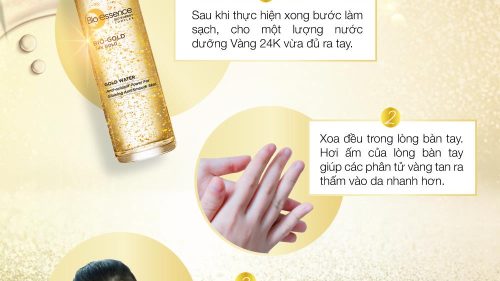 Bio essence
BIO-GOLD
GOLD WATER
Sau khi thực hiện xong bước làm
sạch, cho một lượng nước
dưỡng Vàng 24K vừa đủ ra tay.
2
Xoa đều trong lòng bàn tay.
Hơi ấm của lòng bàn tay
giúp các phân tử vàng tan ra
thấm vào da nhanh hơn.